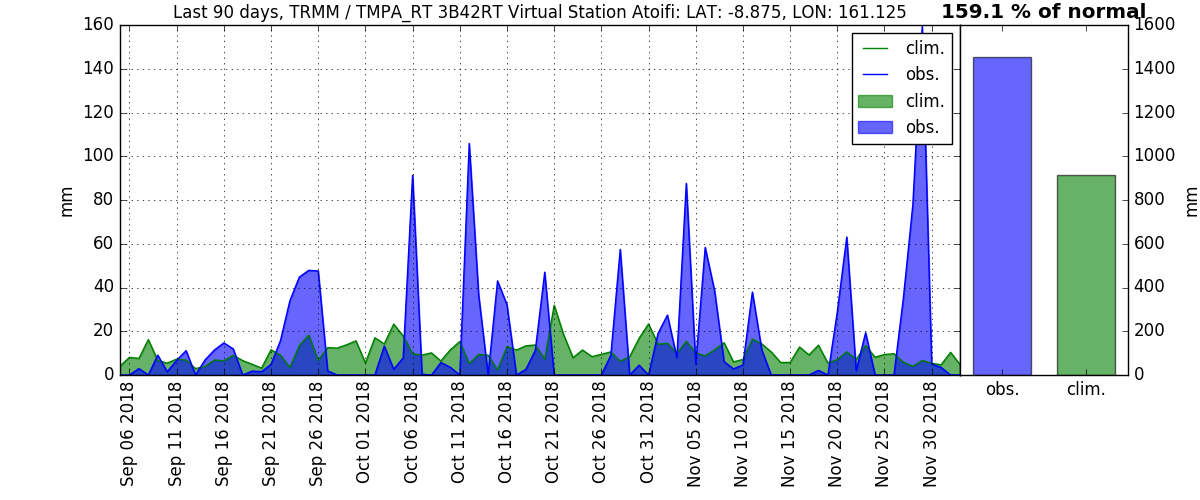 Last 90 days, TRMM / TMPA_RT 3B42RT Virtual Station Atoifi: LAT: -8.875, LON: 161.125
159.1 % of normal
160
140
120
100
80
60
40
20
0
mm
clim.
obs.
clim.
obs.
Sep 06 2018
Sep 11 2018
Sep 16 2018
Sep 21 2018
Sep 26 2018
Oct 01 2018
Oct 06 2018
Oct 11 2018
Oct 16 2018
Oct 21 2018
Oct 26 2018
Oct 31 2018
Nov 05 2018
Nov 10 2018
Nov 15 2018
Nov 20 2018
Nov 25 2018
Nov 30 2018
obs.
clim.
1600
1400
1200
1000
800
600
400
200
0
mm